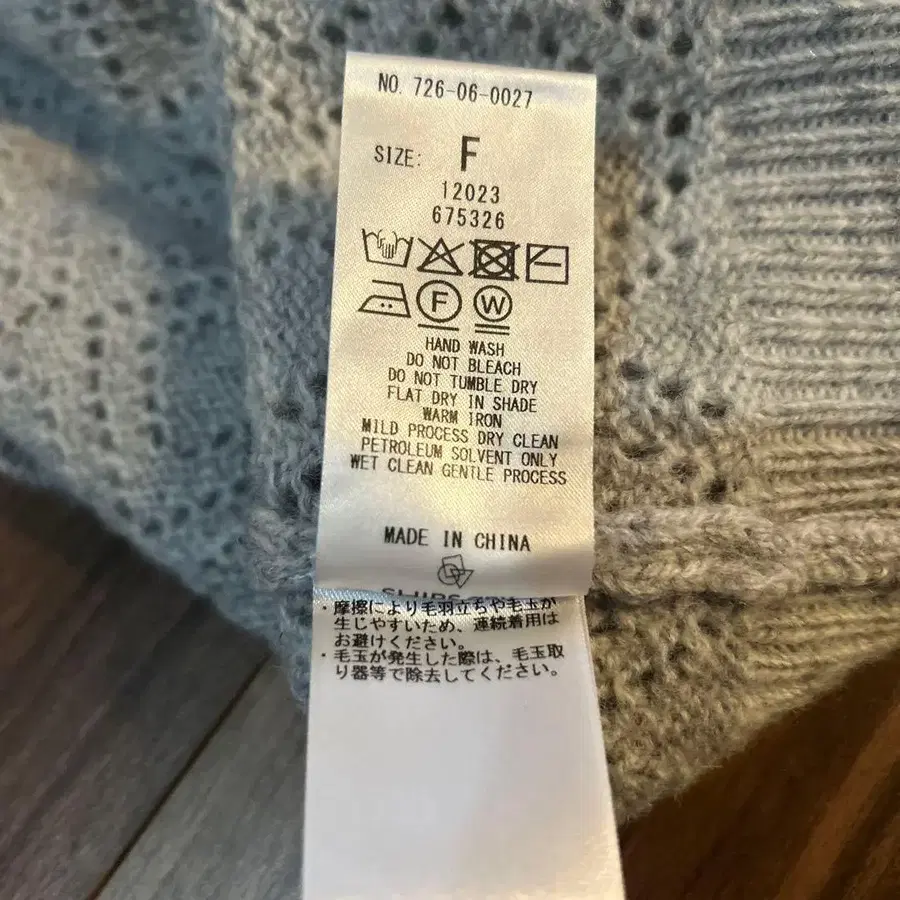 NO. 726-06-0027
SIZE: F
12023
675326
F W
HAND WASH
DO NOT BLEACH
DO NOT TUMBLE DRY
FLAT DRY IN SHADE
WARM IRON
MILD PROCESS DRY CLEAN
PETROLEUM SOLVENT ONLY
WET CLEAN GENTLE PROCESS
MADE IN CHINA
・摩擦により毛羽立ちや毛玉が
生じやすいため、連続着用は
お避けください。
・毛玉が発生した際は、毛玉取
り器等で除去してください。